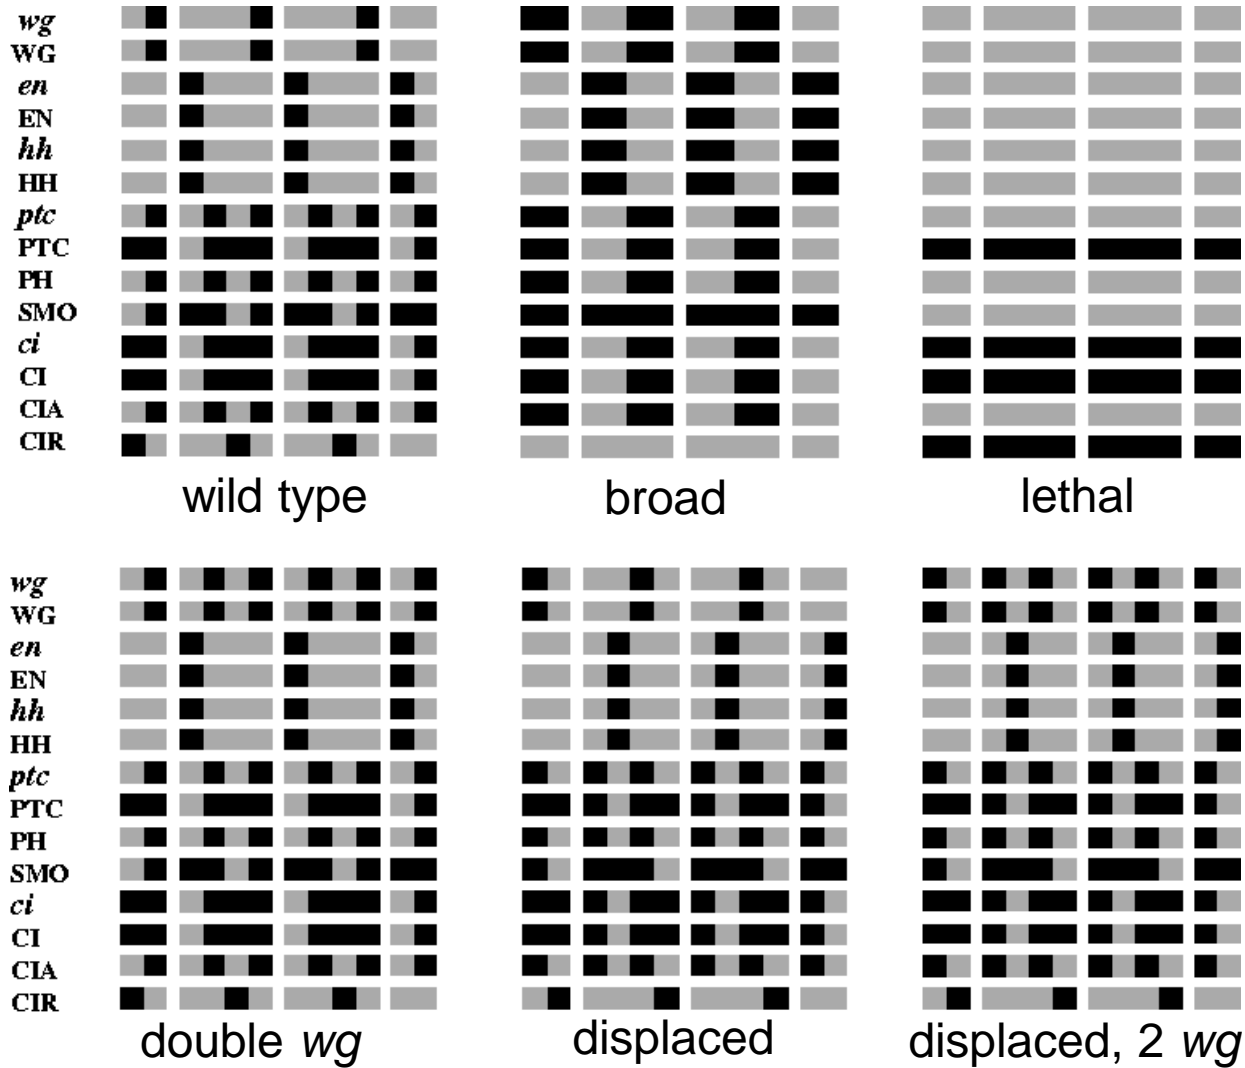 wg
WG
en
EN
hh
HH
ptc
PTC
PH
SMO
ci
CI
CIA
CIR
wild type
broad
lethal
wg
WG
en
EN
hh
HH
ptc
PTC
PH
SMO
ci
CI
CIA
CIR
double wg
displaced
displaced, 2 wg